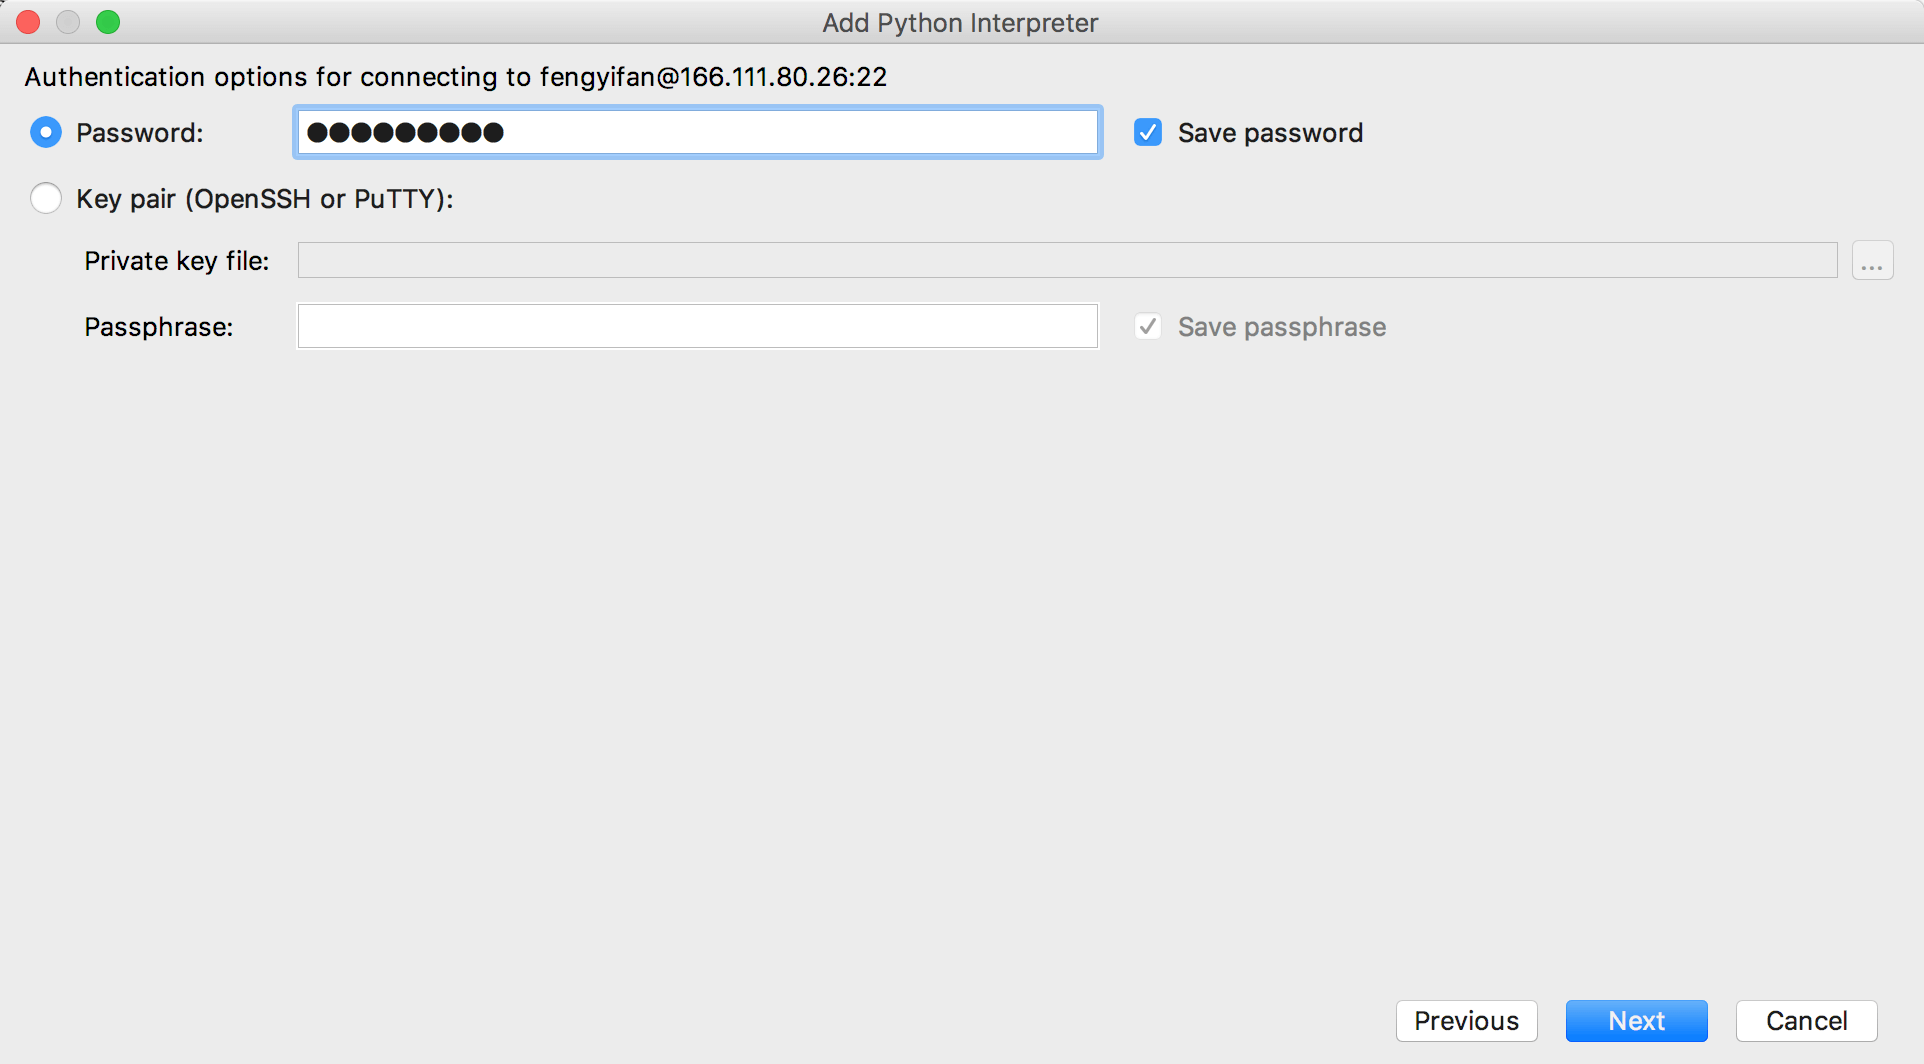 Add Python Interpreter
Authentication options for connecting to fengyifan@166.111.80.26:22
Password: ●●●●●●●●● Save password
Key pair (OpenSSH or PuTTY):
Private key file: ...
Passphrase: Save passphrase
Previous Next Cancel